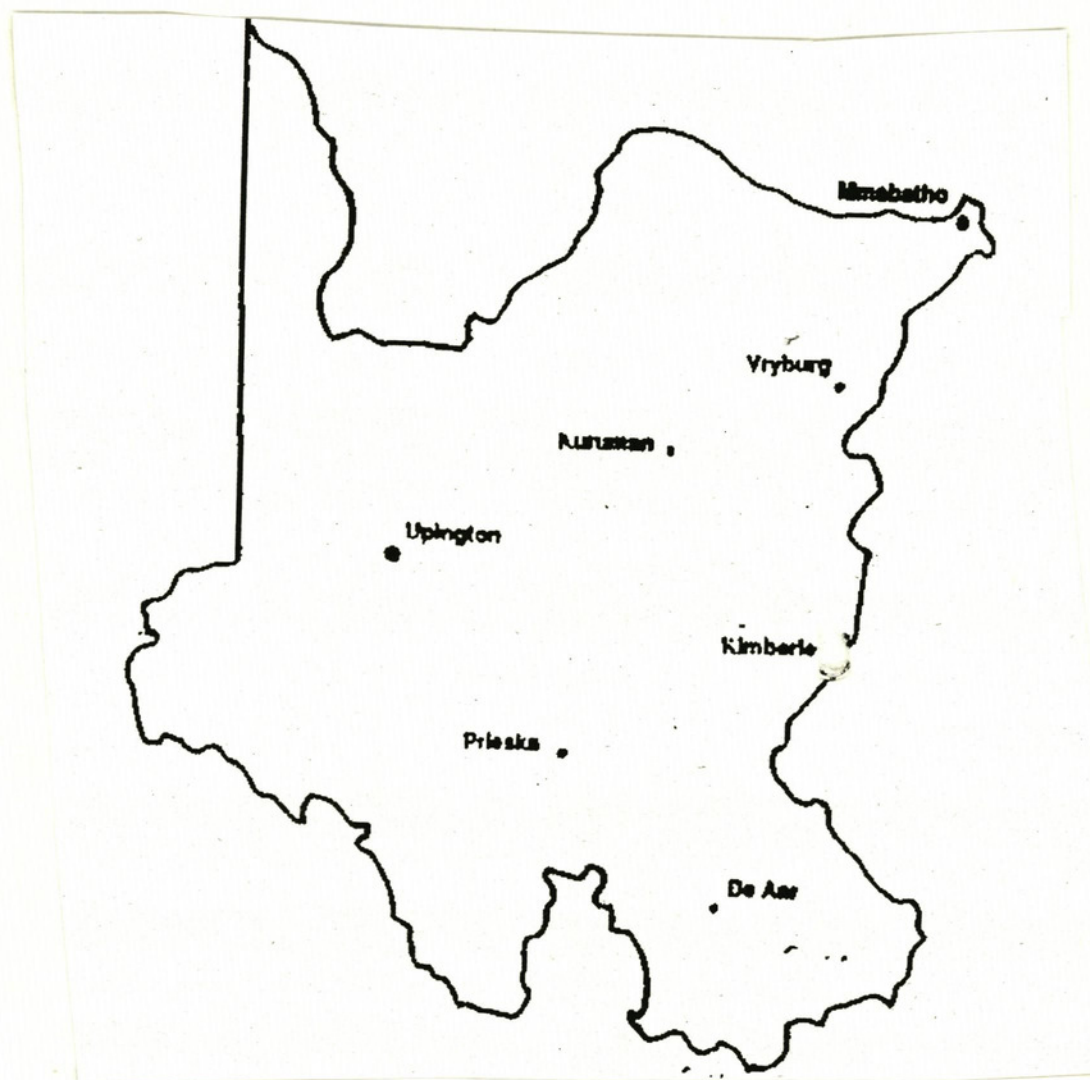 Mmabatho
Vryburg
Kuruman
Upington
Kimberle
Prieska
De Aar